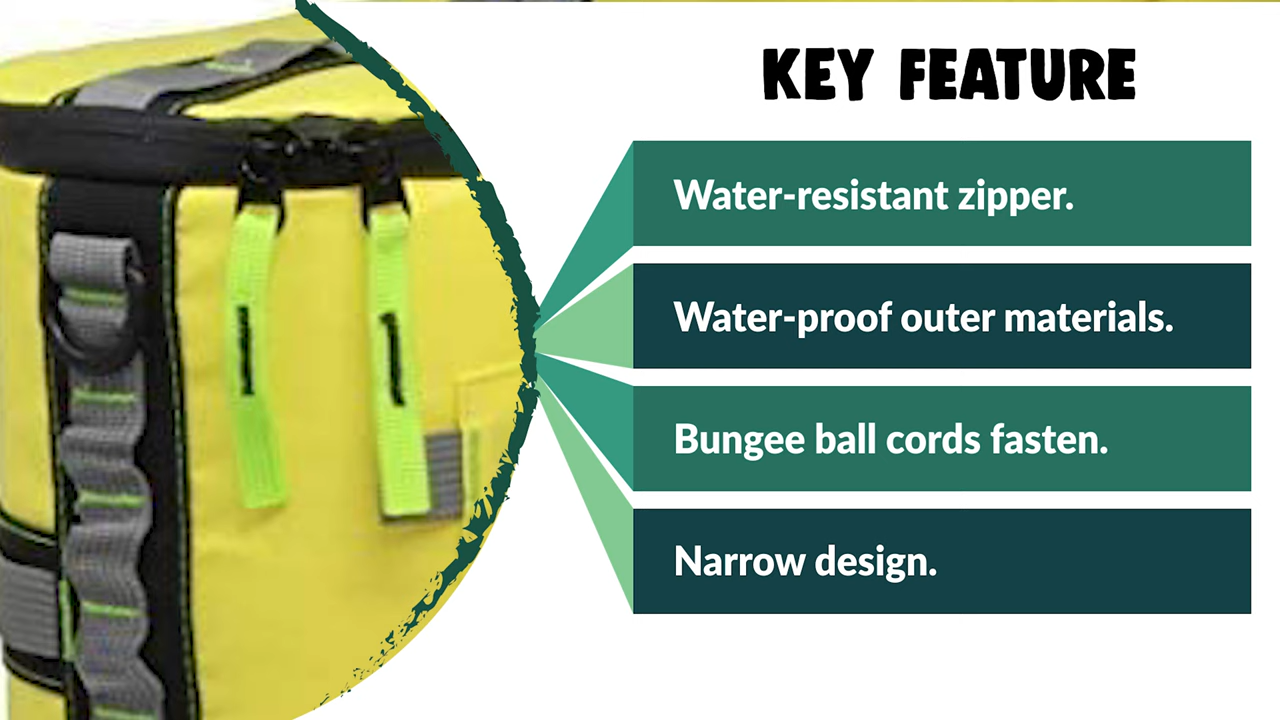 KEY FEATURE
Water-resistant zipper.
Water-proof outer materials.
Bungee ball cords fasten.
Narrow design.